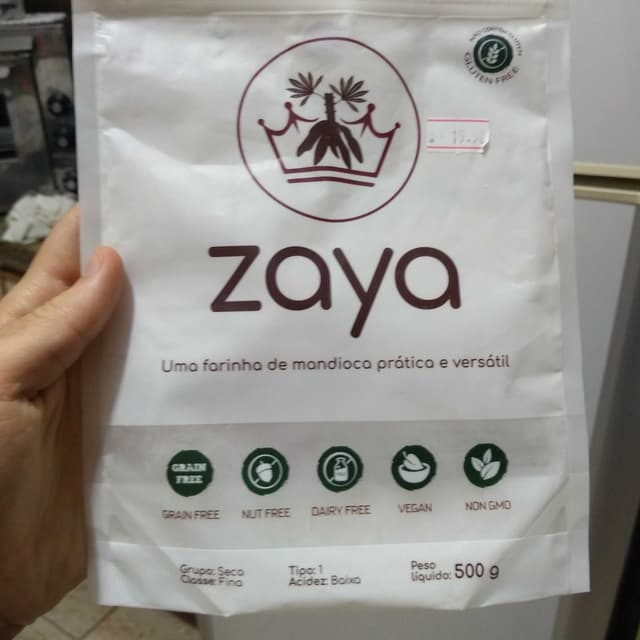 GLUTEN FREE
zaya
Uma farinha de mandioca prática e versátil
GRAIN
FREE
GRAIN FREE
NUT FREE
DAIRY FREE
VEGAN
NON GMO
Grupo: Seca
Classe: Fina
Tipo: 1
Acidez: Baixa
Peso
líquido: 500 g